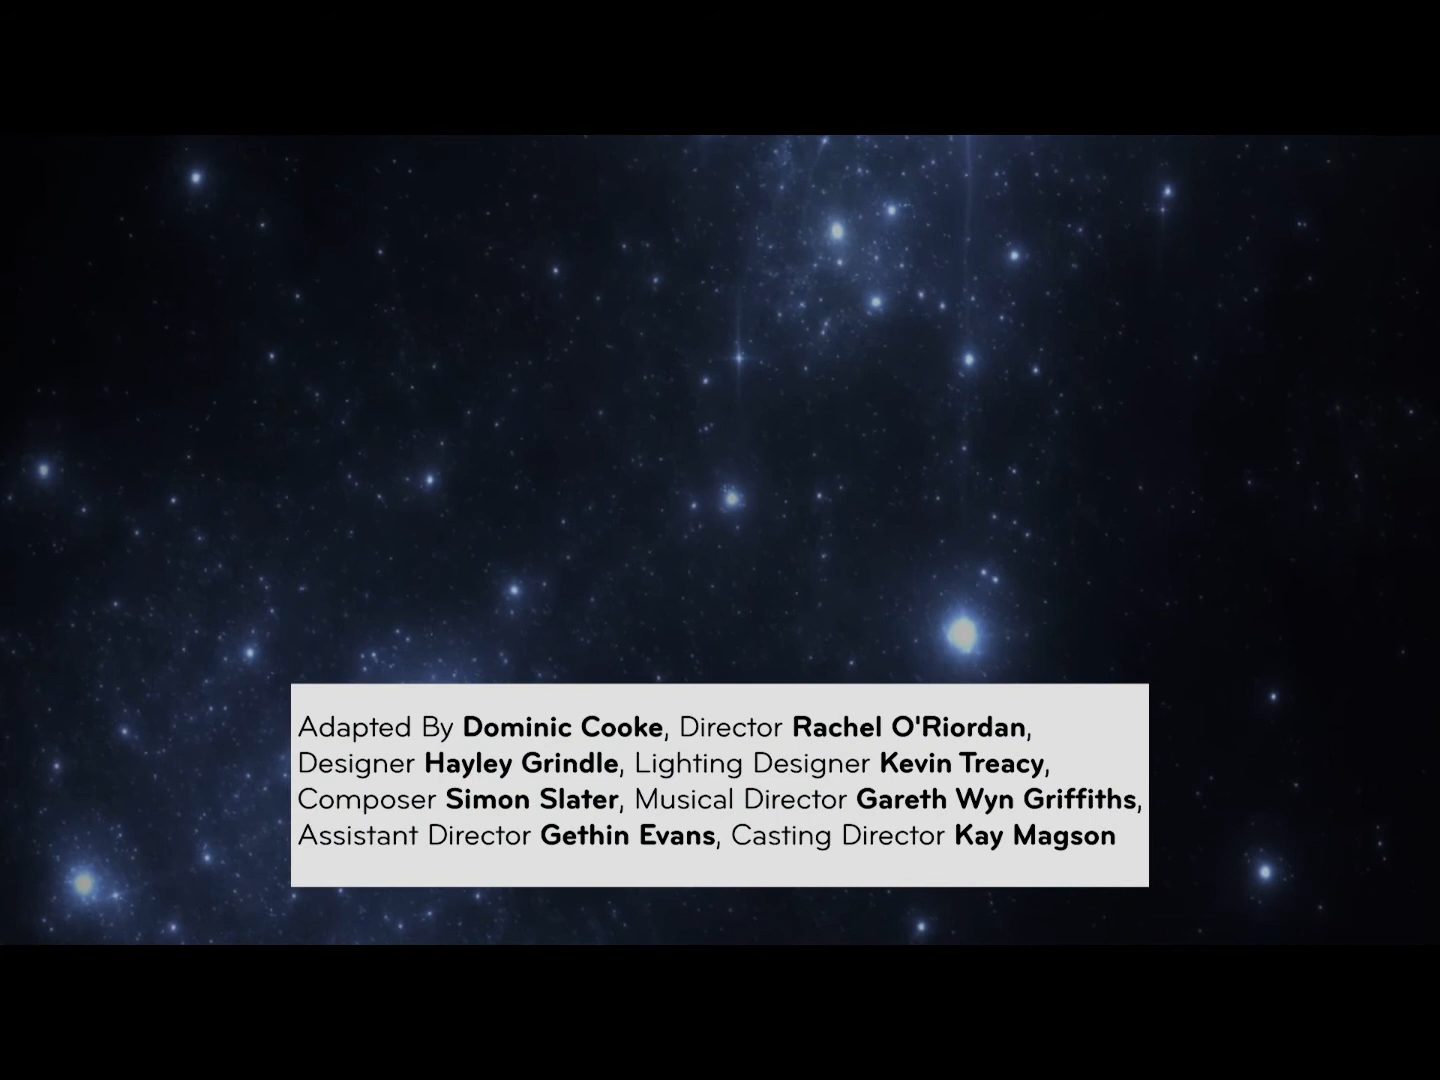 Adapted By Dominic Cooke, Director Rachel O'Riordan,
Designer Hayley Grindle, Lighting Designer Kevin Treacy,
Composer Simon Slater, Musical Director Gareth Wyn Griffiths,
Assistant Director Gethin Evans, Casting Director Kay Magson